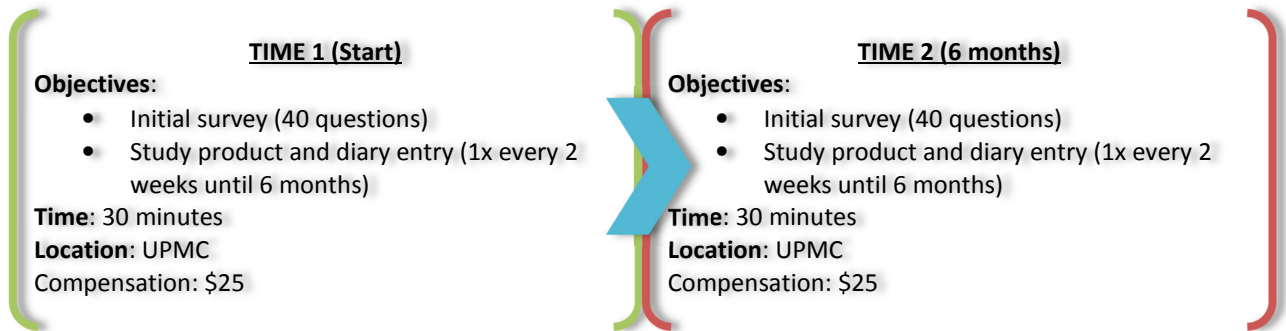 TIME 1 (Start)
Objectives:
• Initial survey (40 questions)
• Study product and diary entry (1x every 2
weeks until 6 months)
Time: 30 minutes
Location: UPMC
Compensation: $25
TIME 2 (6 months)
Objectives:
• Initial survey (40 questions)
• Study product and diary entry (1x every 2
weeks until 6 months)
Time: 30 minutes
Location: UPMC
Compensation: $25